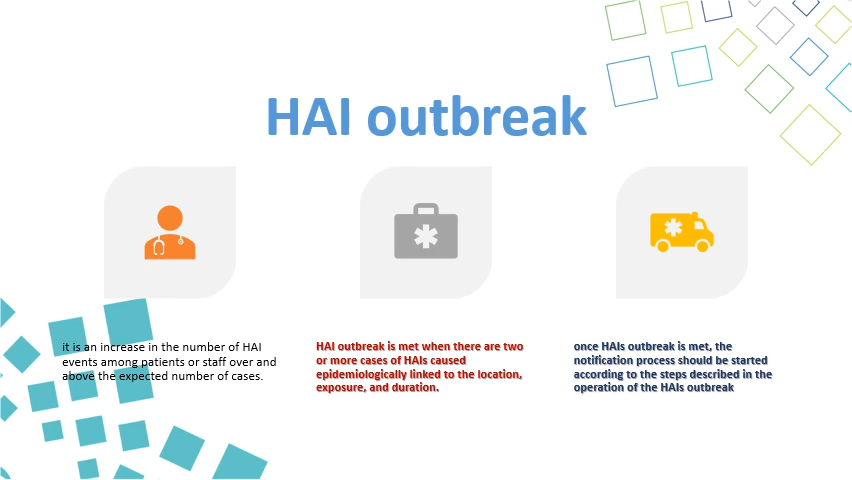 HAI outbreak
it is an increase in the number of HAI
events among patients or staff over and
above the expected number of cases.
HAI outbreak is met when there are two
or more cases of HAIs caused
epidemiologically linked to the location,
exposure, and duration.
once HAIs outbreak is met, the
notification process should be started
according to the steps described in the
operation of the HAIs outbreak